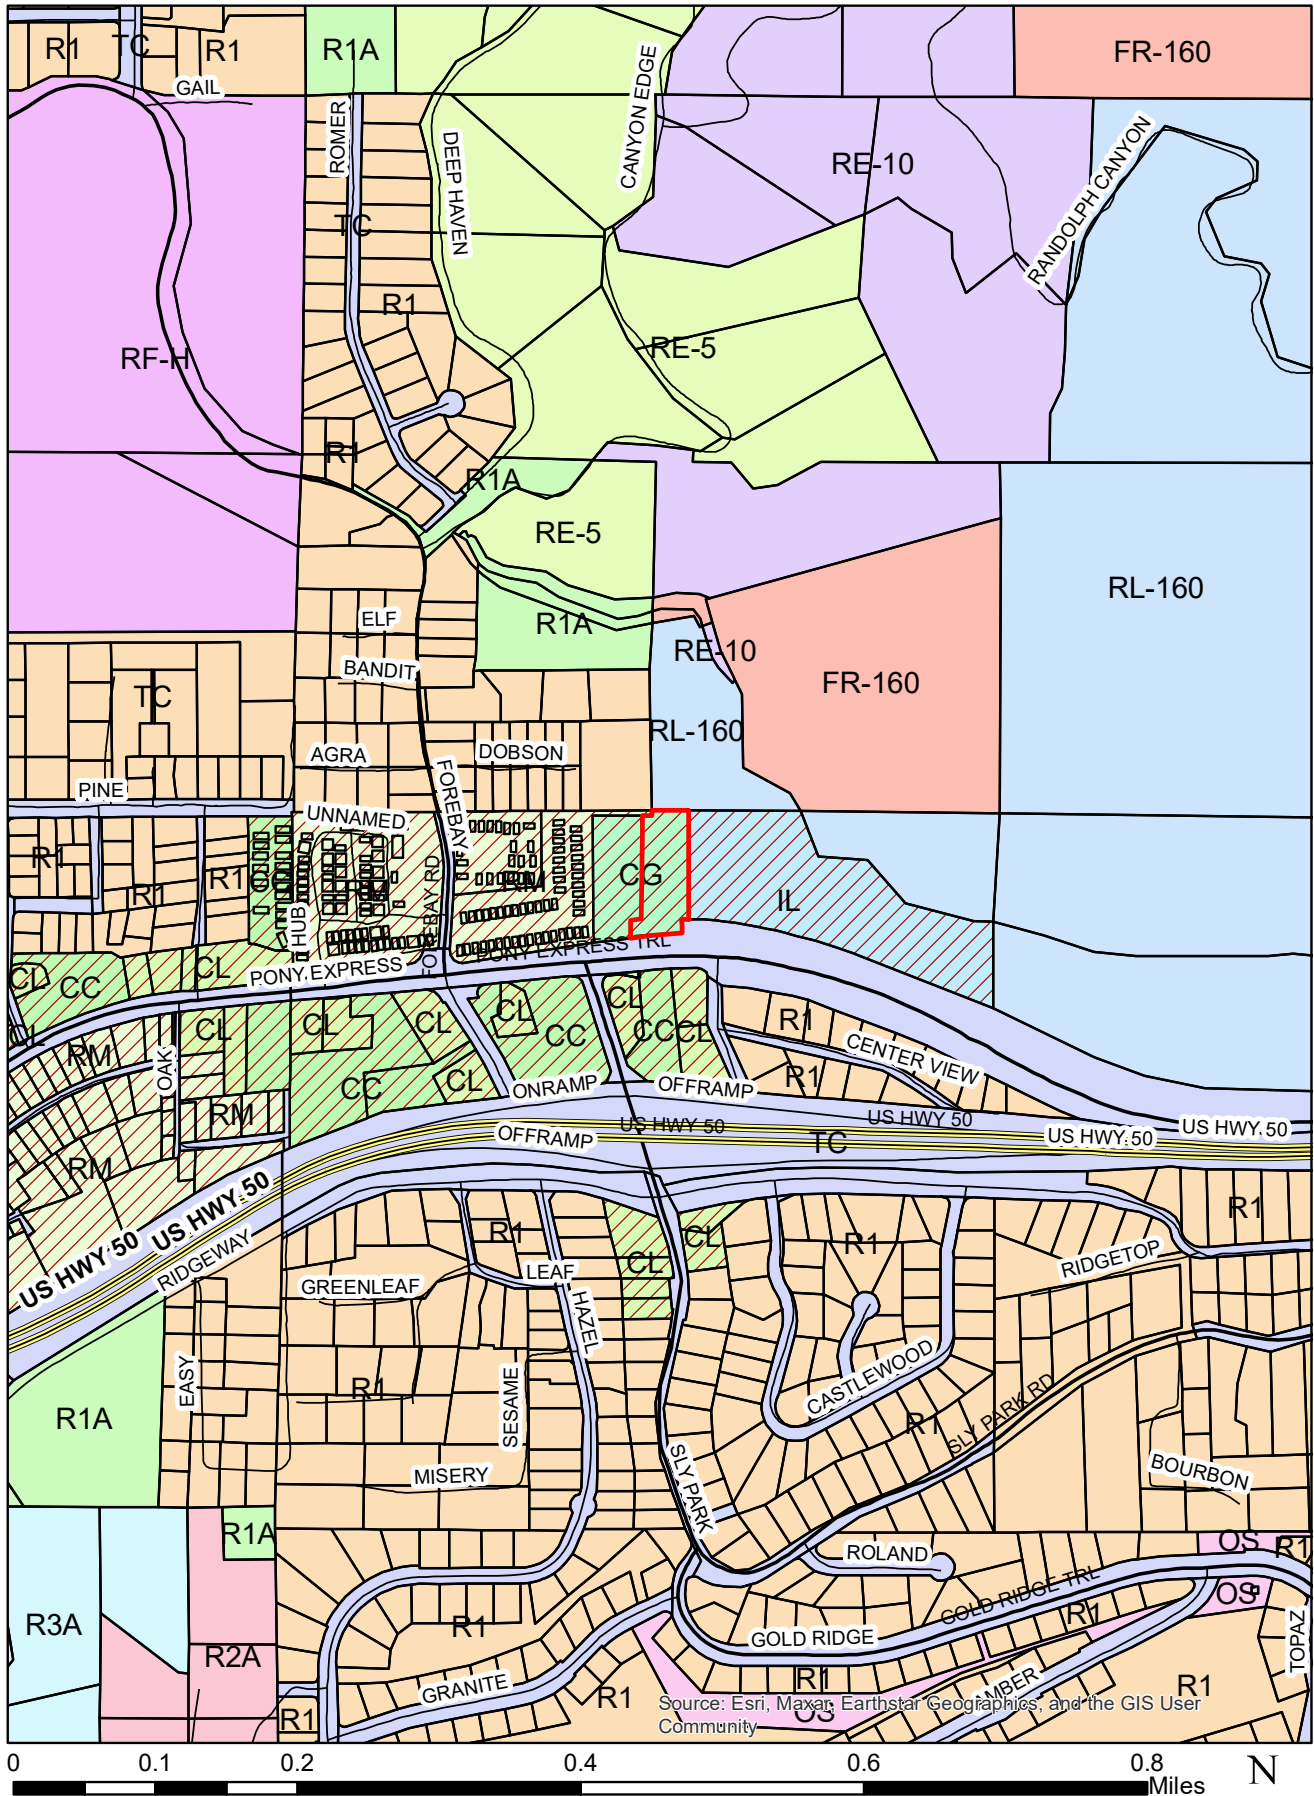 R1
TC
R1
R1A
CANYON EDGE
FR-160
GAIL
ROMER
DEEP HAVEN
RE-10
RANDOLPH CANYON
TC
R1
RF-H
RE-5
R1
R1A
RE-5
RL-160
ELF
R1A
RE-10
BANDIT
FR-160
TC
RL-160
AGRA
DOBSON
PINE
FOREBAY
UNNAMED
R1
R1
R1
CG
RM
FOREBAY RD
RM
CG
IL
HUB
CL
CC
CL
PONY EXPRESS
PONY EXPRESS TRL
CL
RM
OAK
CL
CL
CL
CL
CC
CL
CC
CL
R1
CENTER VIEW
CC
CL
R1
ONRAMP
OFFRAMP
RM
US HWY 50
US HWY 50
US HWY 50
US HWY 50
OFFRAMP
TC
RM
US HWY 50
US HWY 50
RIDGEWAY
R1
R1
R1
CL
CL
RIDGETOP
GREENLEAF
LEAF
HAZEL
EASY
R1
SESAME
CASTLEWOOD
R1A
R1
SLY PARK RD
MISERY
SLY PARK
BOURBON
R1A
ROLAND
OS
R1
R3A
R2A
R1
GOLD RIDGE TRL
R1
OS
GOLD RIDGE
TOPAZ
GRANITE
R1
R1
R1
AMBER
R1
OS
Source: Esri, Maxar, Earthstar Geographics, and the GIS User
Community
0 0.1 0.2 0.4 0.6 0.8
Miles
N